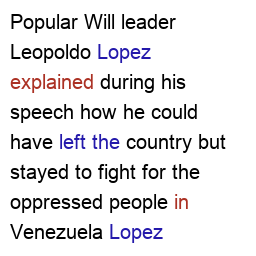 Popular Will leader
Leopoldo Lopez
explained during his
speech how he could
have left the country but
stayed to fight for the
oppressed people in
Venezuela Lopez